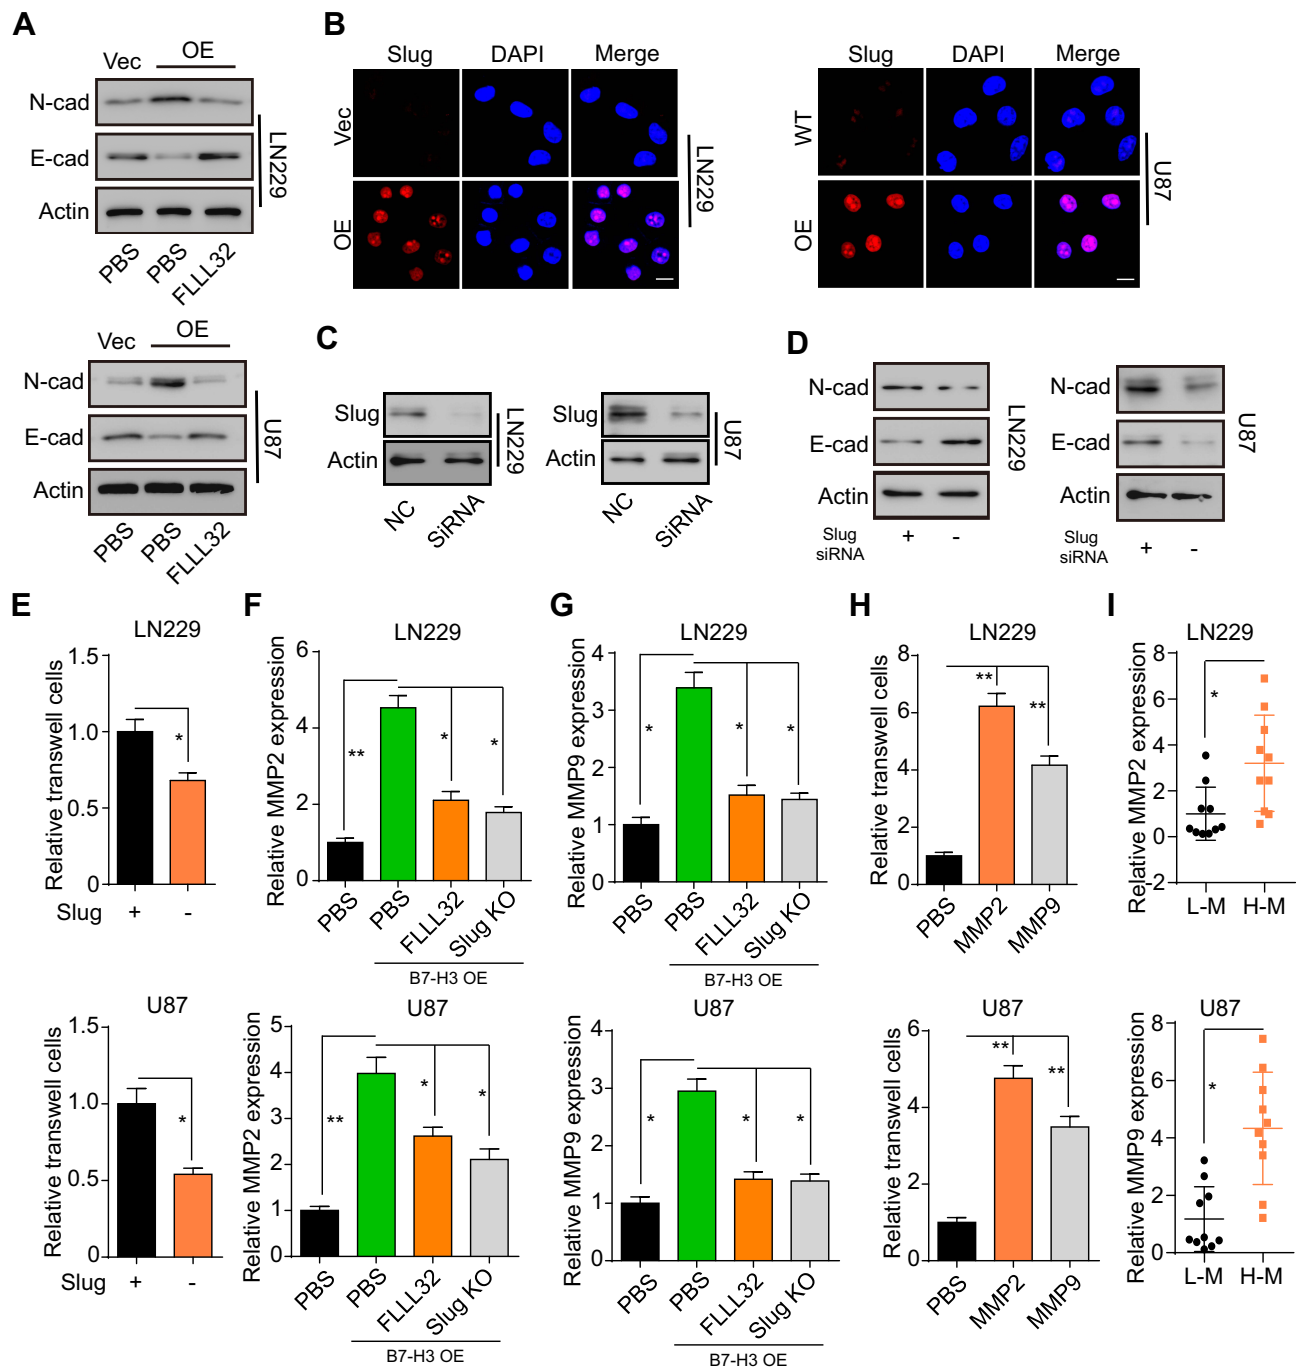 A
Vec
OE
N-cad
E-cad
Actin
LN229
PBS
PBS
FLLL32
Vec
OE
N-cad
E-cad
Actin
U87
PBS
PBS
FLLL32
B
Slug
DAPI
Merge
Vec
OE
LN229
Slug
DAPI
Merge
WT
OE
U87
C
Slug
Actin
LN229
NC
SiRNA
Slug
Actin
U87
NC
SiRNA
D
N-cad
E-cad
Actin
LN229
Slug
siRNA
+
-
N-cad
E-cad
Actin
U87
Slug
siRNA
+
-
E
LN229
Relative transwell cells
1.5
1.0
0.5
0
*
Slug
+
-
U87
Relative transwell cells
1.5
1.0
0.5
0
*
Slug
+
-
F
LN229
Relative MMP2 expression
6
4
2
0
**
*
*
PBS
PBS
FLLL32
Slug KO
B7-H3 OE
U87
Relative MMP2 expression
5
4
3
2
1
0
**
*
*
PBS
PBS
FLLL32
Slug KO
B7-H3 OE
G
LN229
Relative MMP9 expression
4
3
2
1
0
*
*
*
PBS
PBS
FLLL32
Slug KO
B7-H3 OE
U87
Relative MMP9 expression
4
3
2
1
0
*
*
*
PBS
PBS
FLLL32
Slug KO
B7-H3 OE
H
LN229
Relative transwell cells
8
6
4
2
0
**
**
PBS
MMP2
MMP9
U87
Relative transwell cells
6
4
2
0
**
**
PBS
MMP2
MMP9
I
LN229
Relative MMP2 expression
8
6
4
2
0
-2
*
L-M
H-M
U87
Relative MMP9 expression
8
6
4
2
0
*
L-M
H-M